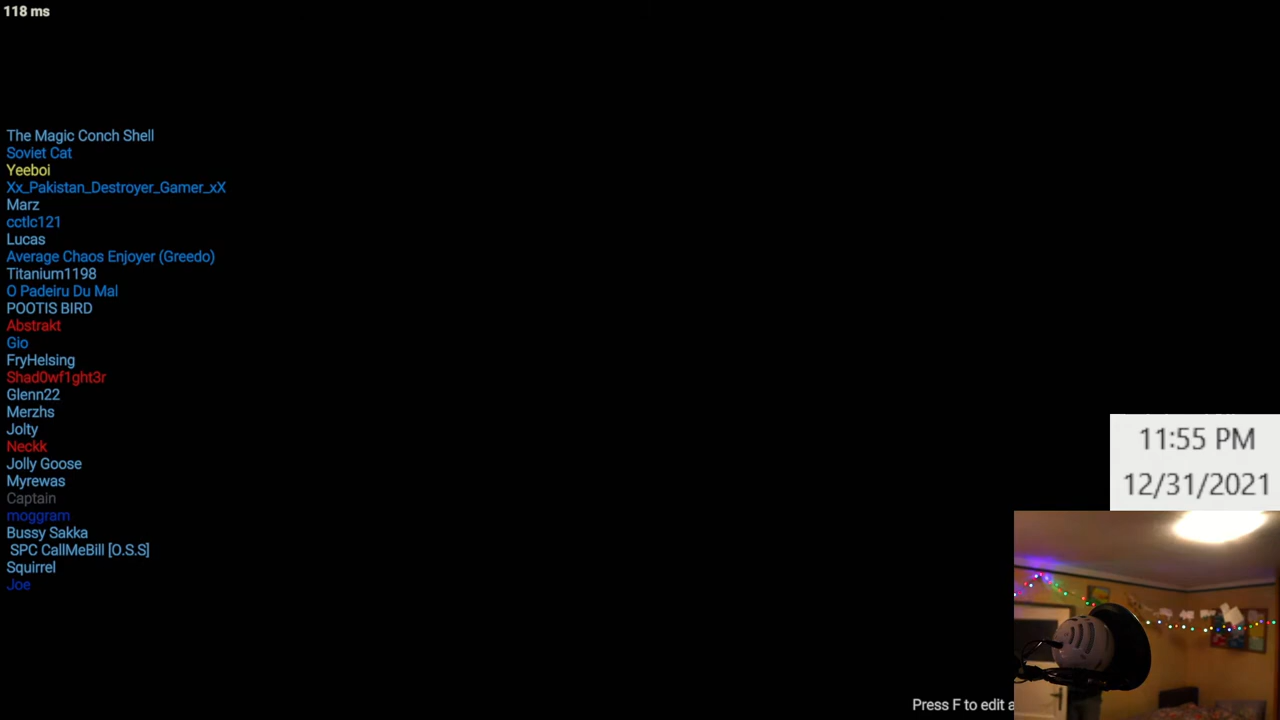 118 ms
The Magic Conch Shell
Soviet Cat
Yeeboi
Xx_Pakistan_Destroyer_Gamer_xX
Marz
cctlc121
Lucas
Average Chaos Enjoyer (Greedo)
Titanium1198
O Padeiru Du Mal
POOTIS BIRD
Abstrakt
Gio
FryHelsing
Shad0wf1ght3r
Glenn22
Merzhs
Jolty
Neckk
Jolly Goose
Myrewas
Captain
moggram
Bussy Sakka
SPC CallMeBill [O.S.S]
Squirrel
Joe
11:55 PM
12/31/2021
Press F to edit a